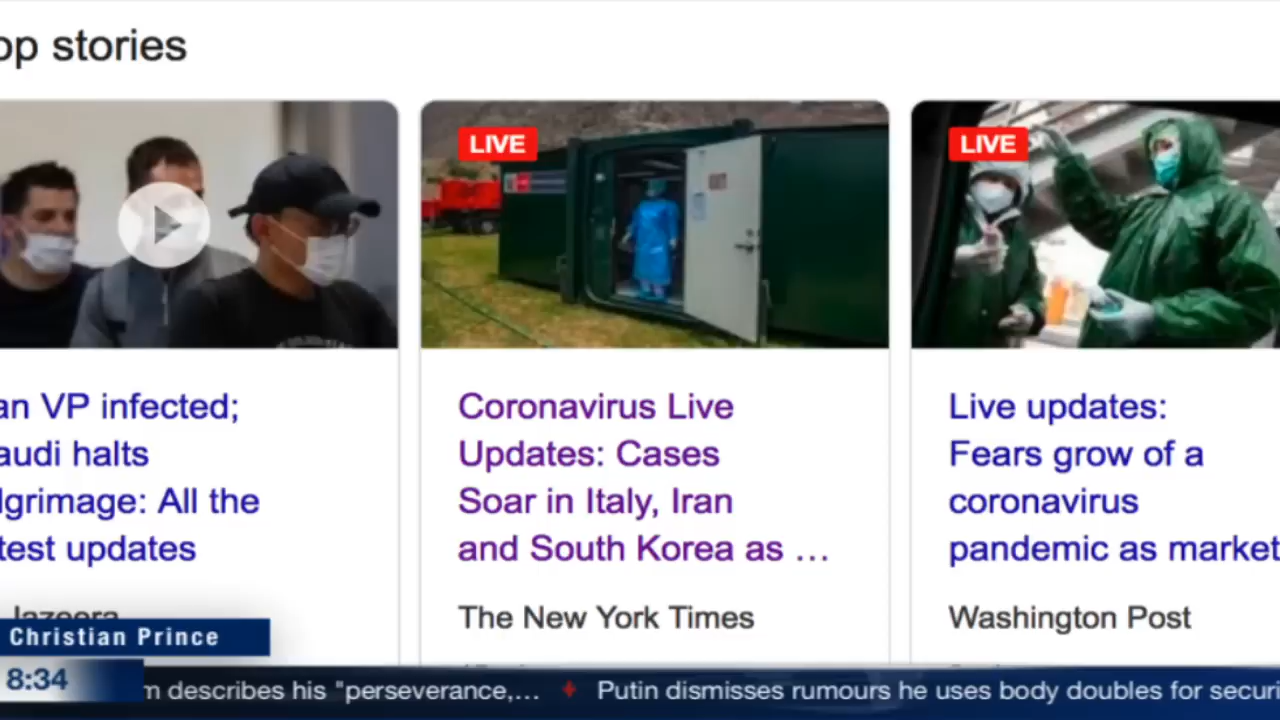 op stories
LIVE
LIVE
an VP infected;
audi halts
lgrimage: All the
test updates
Coronavirus Live
Updates: Cases
Soar in Italy, Iran
and South Korea as ...
Live updates:
Fears grow of a
coronavirus
pandemic as market
Jazeera
The New York Times
Washington Post
Christian Prince
8:34
m describes his "perseverance,... ♦ Putin dismisses rumours he uses body doubles for securi